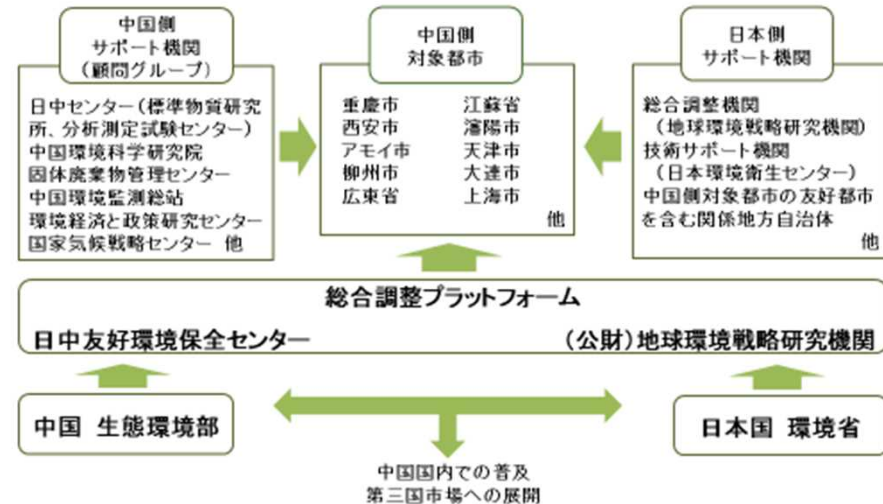 中国側
サポート機関
(顧問グループ)
日中センター(標準物質研究
所、分析測定試験センター)
中国環境科学研究院
固体廃棄物管理センター
中国環境監測総站
環境経済と政策研究センター
国家気候戦略センター 他
中国側
対象都市
重慶市 江蘇省
西安市 瀋陽市
アモイ市 天津市
柳州市 大連市
広東省 上海市
他
日本側
サポート機関
総合調整機関
(地球環境戦略研究機関)
技術サポート機関
(日本環境衛生センター)
中国側対象都市の友好都市
を含む関係地方自治体
他
総合調整プラットフォーム
日中友好環境保全センター (公財)地球環境戦略研究機関
中国 生態環境部
日本国 環境省
中国国内での普及
第三国市場への展開